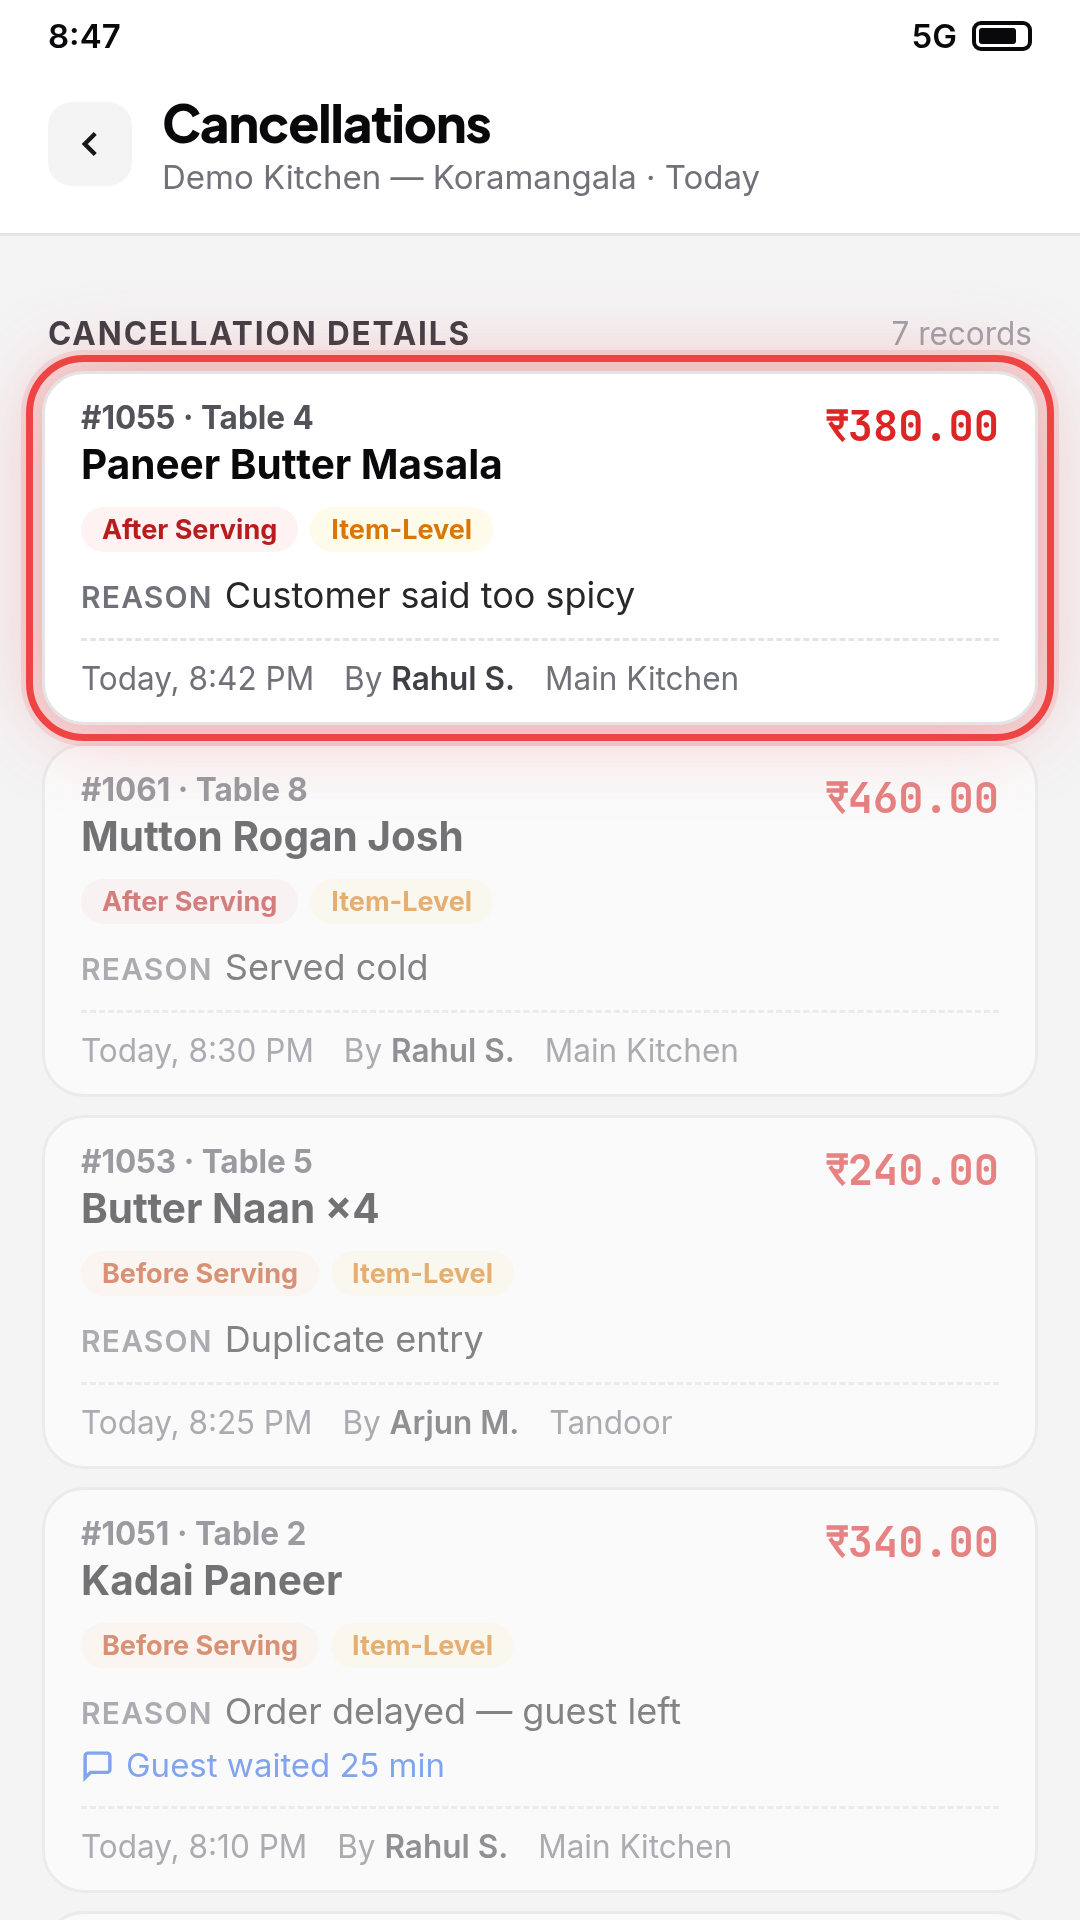 8:47
5G
Cancellations
Demo Kitchen — Koramangala · Today
CANCELLATION DETAILS
7 records
#1055 · Table 4
₹380.00
Paneer Butter Masala
After Serving
Item-Level
REASON Customer said too spicy
Today, 8:42 PM By Rahul S. Main Kitchen
#1061 · Table 8
₹460.00
Mutton Rogan Josh
After Serving
Item-Level
REASON Served cold
Today, 8:30 PM By Rahul S. Main Kitchen
#1053 · Table 5
₹240.00
Butter Naan ×4
Before Serving
Item-Level
REASON Duplicate entry
Today, 8:25 PM By Arjun M. Tandoor
#1051 · Table 2
₹340.00
Kadai Paneer
Before Serving
Item-Level
REASON Order delayed — guest left
Guest waited 25 min
Today, 8:10 PM By Rahul S. Main Kitchen